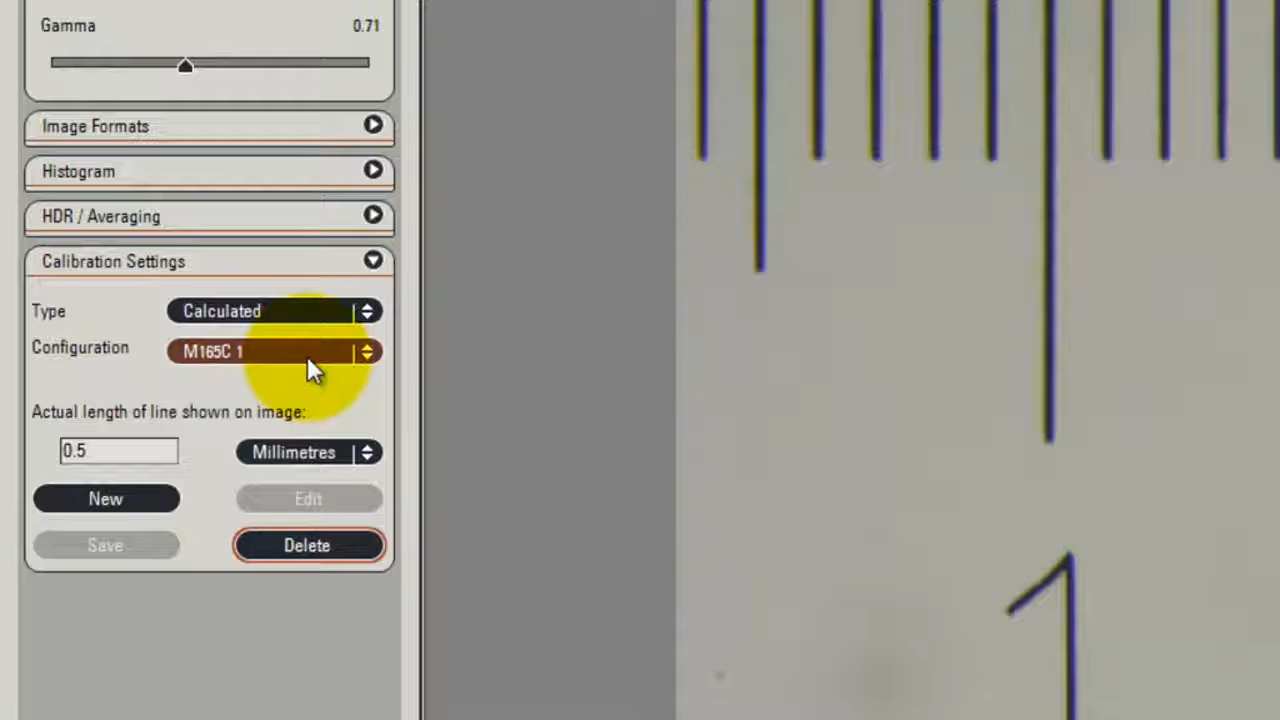 Gamma 0.71
Image Formats
Histogram
HDR / Averaging
Calibration Settings
Type Calculated
Configuration M165C 1
Actual length of line shown on image:
0.5 Millimetres
New Edit
Save Delete
1